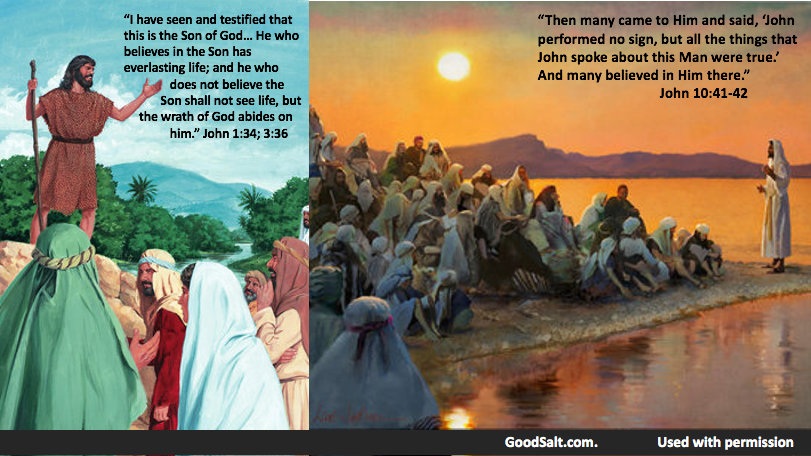 “I have seen and testified that
this is the Son of God... He who
believes in the Son has
everlasting life; and he who
does not believe the
Son shall not see life, but
the wrath of God abides on
him.” John 1:34; 3:36
“Then many came to Him and said, ‘John
performed no sign, but all the things that
John spoke about this Man were true.’
And many believed in Him there.”
John 10:41-42
GoodSalt.com. Used with permission